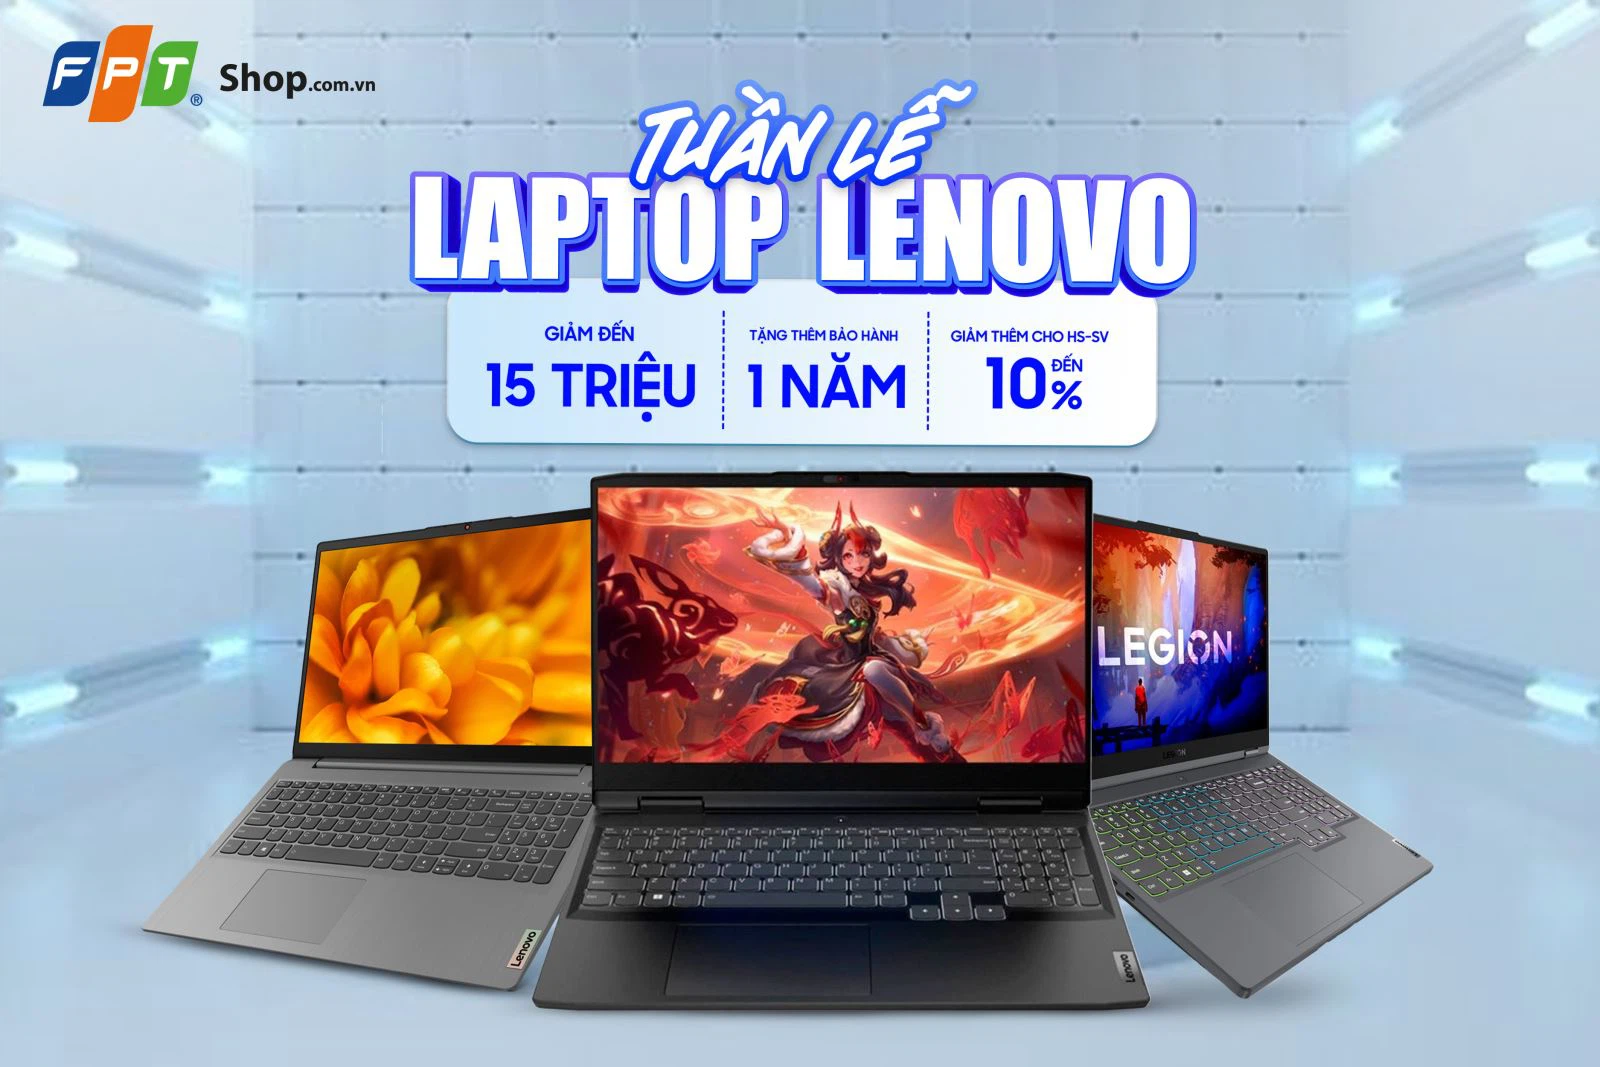 FPT® Shop.com.vn
TUẦN LỄ
LAPTOP LENOVO
GIẢM ĐẾN
15 TRIỆU
TẶNG THÊM BẢO HÀNH
1 NĂM
GIẢM THÊM CHO HS-SV
ĐẾN
10%
LEGION
LEGION
Lenovo
Lenovo